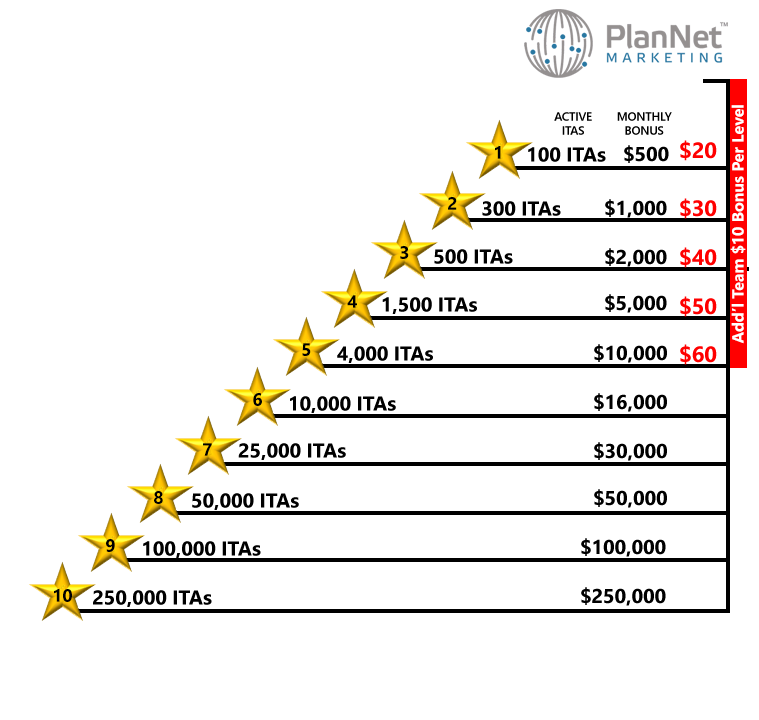 PlanNet™
MARKETING
ACTIVE ITAS
MONTHLY BONUS
1 100 ITAs $500 $20
2 300 ITAs $1,000 $30
3 500 ITAs $2,000 $40
4 1,500 ITAs $5,000 $50
5 4,000 ITAs $10,000 $60
6 10,000 ITAs $16,000
7 25,000 ITAs $30,000
8 50,000 ITAs $50,000
9 100,000 ITAs $100,000
10 250,000 ITAs $250,000
Add'l Team $10 Bonus Per Level